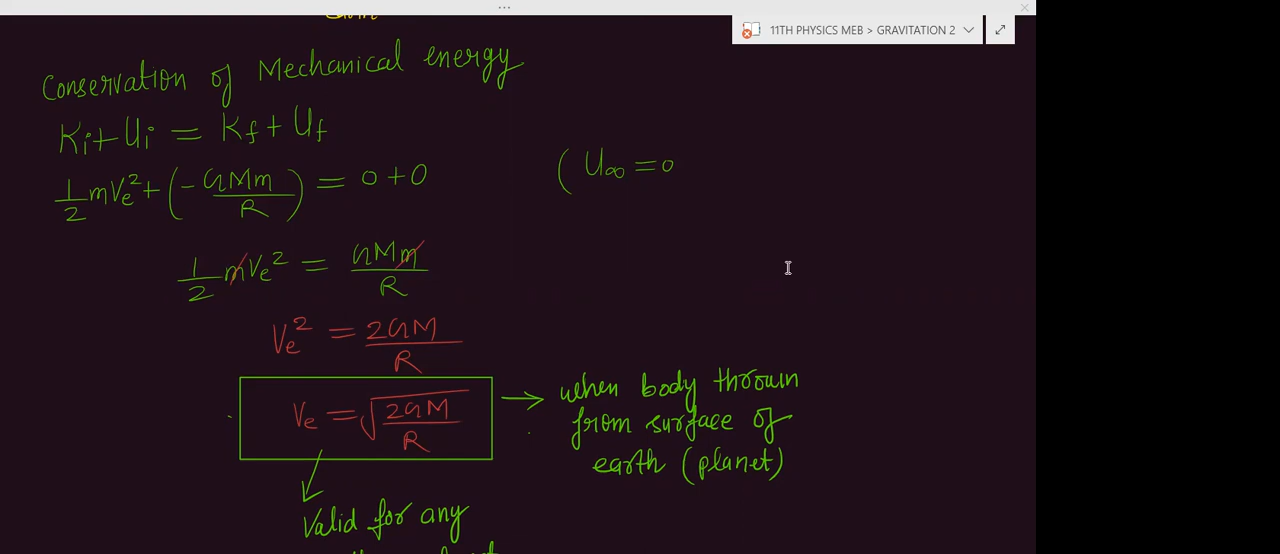 11TH PHYSICS MEB > GRAVITATION 2
Conservation of Mechanical energy
Ki + Ui = Kf + Uf
1/2 mVe² + (-GMm/R) = 0 + 0
( U∞ = 0
1/2 mVe² = GMm/R
Ve² = 2GM/R
Ve = √(2GM/R)
when body thrown
from surface of
earth (planet)
Valid for any